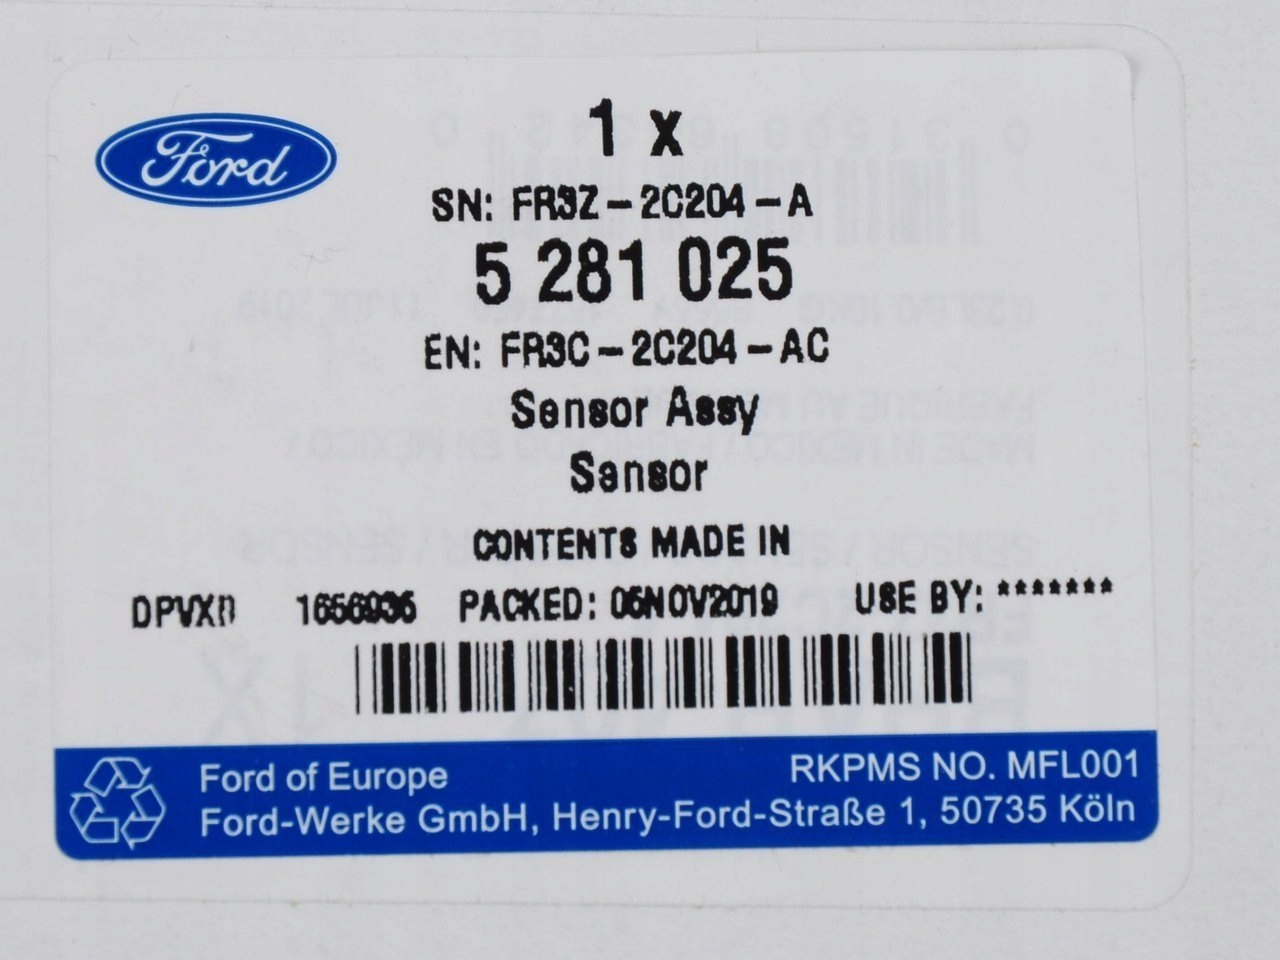 Ford
1 x
SN: FR3Z-2C204-A
5 281 025
EN: FR3C-2C204-AC
Sensor Assy
Sensor
CONTENTS MADE IN
1656936 PACKED: 05NOV2019 USE BY: *******
Ford of Europe RKPMS NO. MFL001
Ford-Werke GmbH, Henry-Ford-Straße 1, 50735 Köln